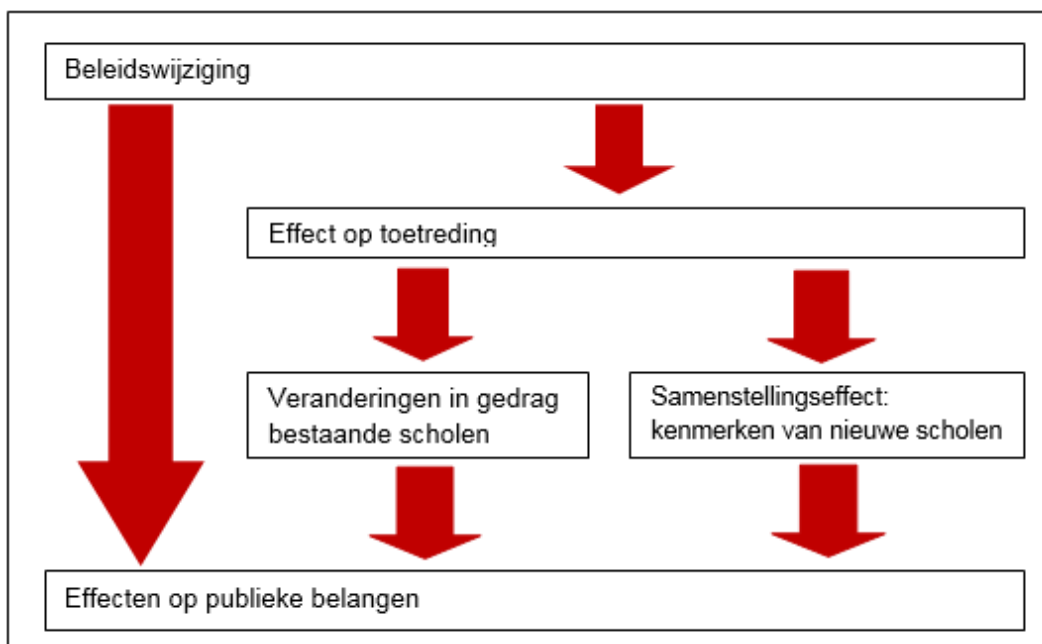 Beleidswijziging
Effect op toetreding
Veranderingen in gedrag
bestaande scholen
Samenstellingseffect:
kenmerken van nieuwe scholen
Effecten op publieke belangen